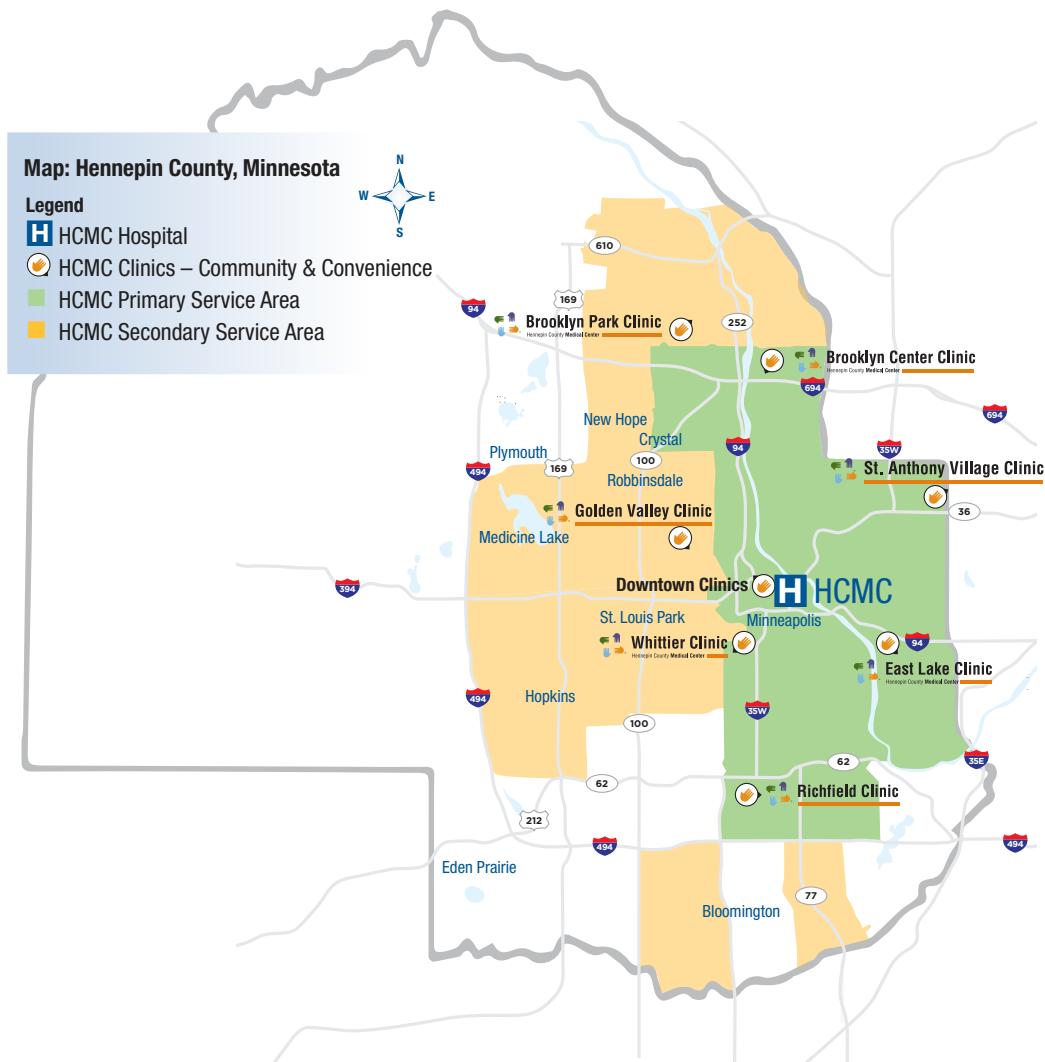 Map: Hennepin County, Minnesota
N
W E
S
Legend
H HCMC Hospital
HCMC Clinics – Community & Convenience
HCMC Primary Service Area
HCMC Secondary Service Area
610
169
94
252
Brooklyn Park Clinic
Hennepin County Medical Center
Brooklyn Center Clinic
Hennepin County Medical Center
694
694
New Hope
Crystal
94
35W
Plymouth
494
169
100
St. Anthony Village Clinic
Robbinsdale
Golden Valley Clinic
36
Medicine Lake
394
Downtown Clinics
H HCMC
St. Louis Park
Minneapolis
Whittier Clinic
Hennepin County Medical Center
94
East Lake Clinic
Hennepin County Medical Center
494
Hopkins
100
35W
62
35E
62
Richfield Clinic
212
494
494
Eden Prairie
77
Bloomington